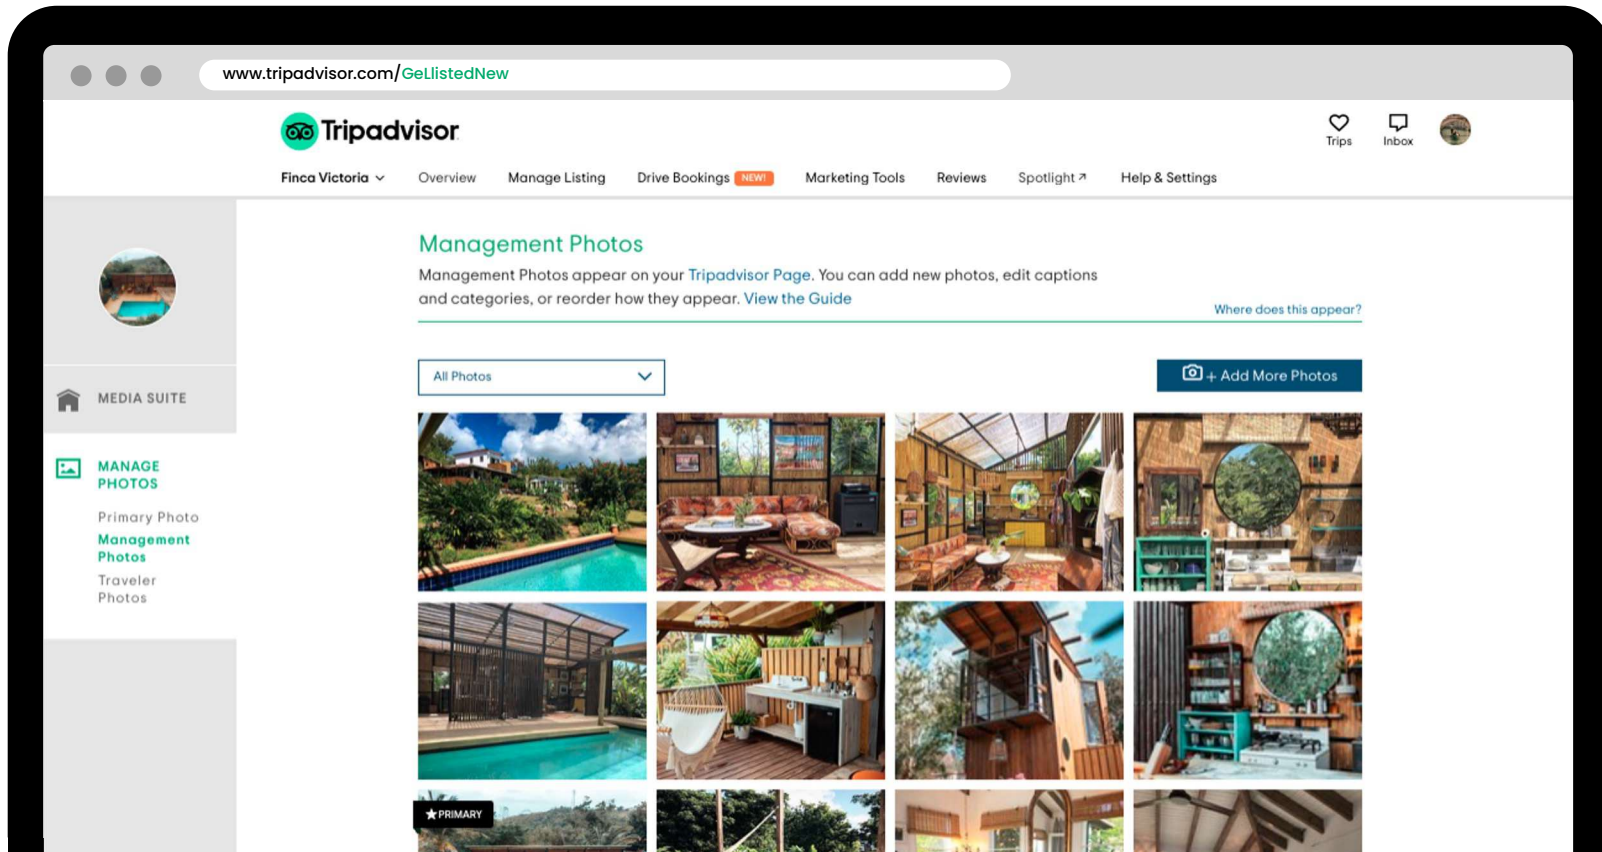 www.tripadvisor.com/GeLlistedNew
Tripadvisor
Trips
Inbox
Finca Victoria
Overview
Manage Listing
Drive Bookings NEW!
Marketing Tools
Reviews
Spotlight
Help & Settings
Management Photos
Management Photos appear on your Tripadvisor Page. You can add new photos, edit captions
and categories, or reorder how they appear. View the Guide
Where does this appear?
MEDIA SUITE
MANAGE
PHOTOS
Primary Photo
Management
Photos
Traveler
Photos
All Photos
+ Add More Photos
PRIMARY